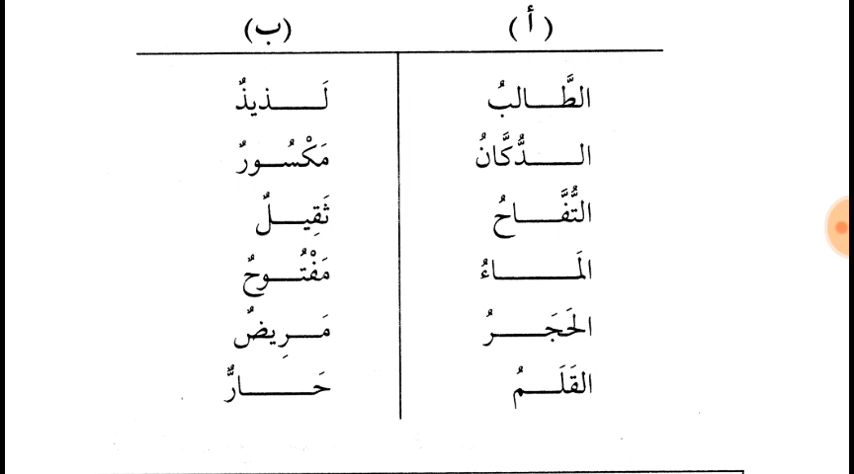 (أ) (ب)
الطَّالبُ لَذيذٌ
الدُّكَّانُ مَكْسُورٌ
التُّفَّاحُ ثَقِيلٌ
المَاءُ مَفْتُوحٌ
الحَجَرُ مَرِيضٌ
القَلَمُ حَارٌّ